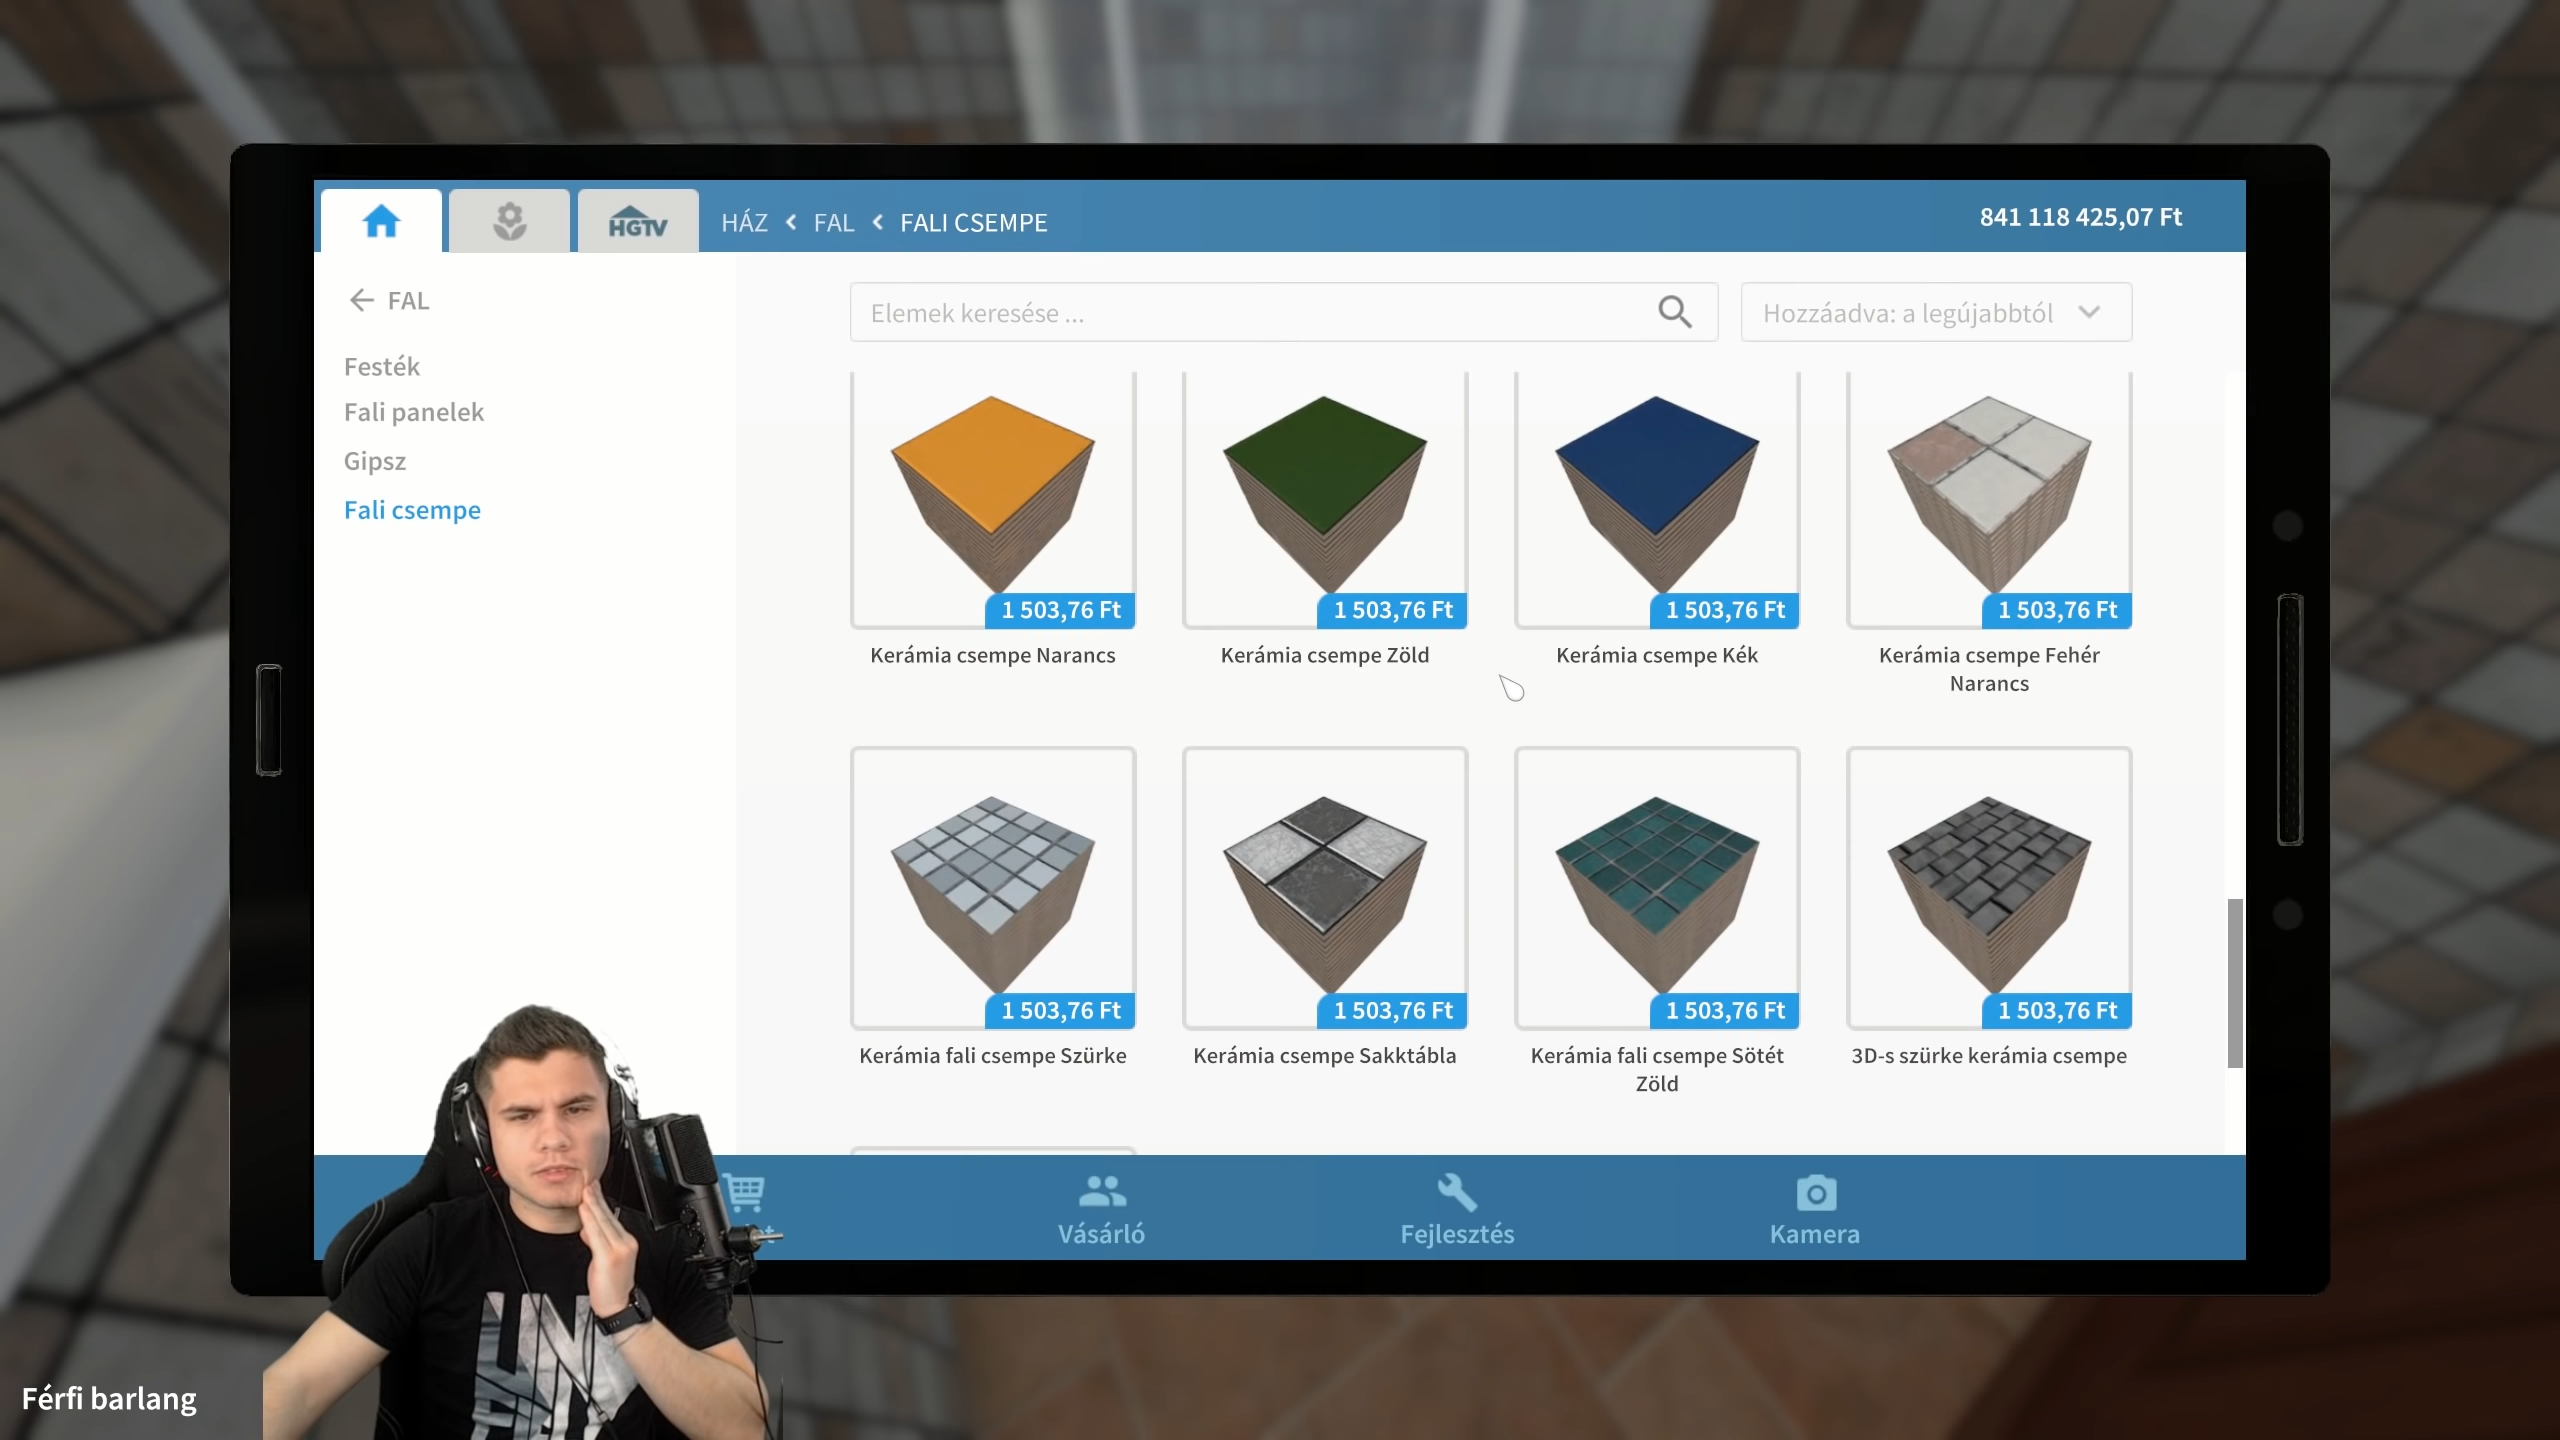 HGTV
HÁZ < FAL < FALI CSEMPE
841 118 425,07 Ft
FAL
Elemek keresése ...
Hozzáadva: a legújabbtól
Festék
Fali panelek
Gipsz
Fali csempe
1 503,76 Ft
1 503,76 Ft
1 503,76 Ft
1 503,76 Ft
Kerámia csempe Narancs
Kerámia csempe Zöld
Kerámia csempe Kék
Kerámia csempe Fehér
Narancs
1 503,76 Ft
1 503,76 Ft
1 503,76 Ft
1 503,76 Ft
Kerámia fali csempe Szürke
Kerámia csempe Sakktábla
Kerámia fali csempe Sötét
Zöld
3D-s szürke kerámia csempe
Vásárló
Fejlesztés
Kamera
Férfi barlang